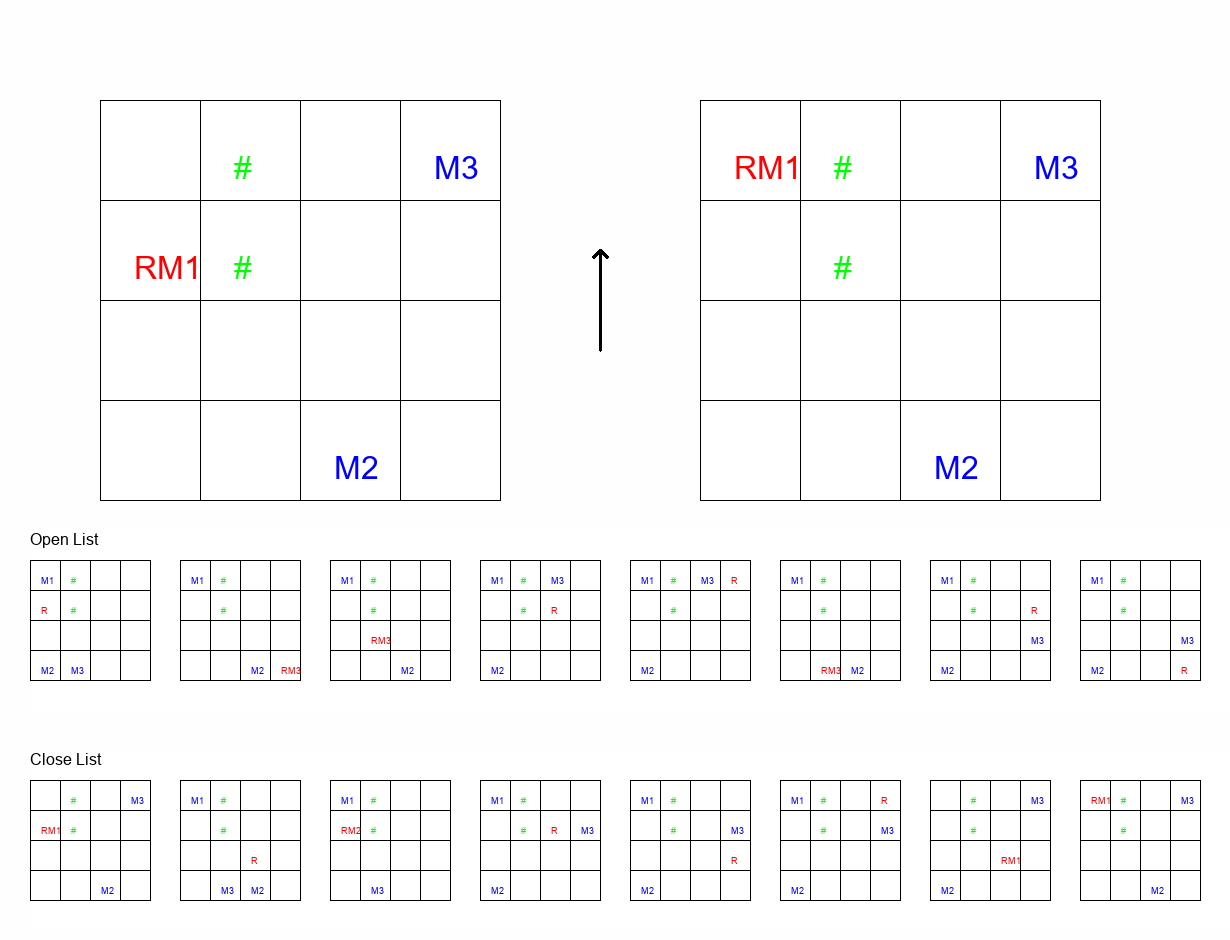 # M3 RM1 # M3
RM1 # #
M2 M2
Open List
M1 # M1 # M1 # M1 # M3 M1 # M3 R M1 # M1 # M1 #
R # # # # R # # # R #
RM3 M3 M3
M2 M3 M2 RM3 M2 M2 M2 RM3 M2 M2 M2 R
Close List
# M3 M1 # M1 # M1 # M1 # M1 # R # M3 RM1 # M3
RM1 # # RM2 # # R M3 # M3 # M3 # #
R R RM1
M2 M3 M2 M3 M2 M2 M2 M2 M2